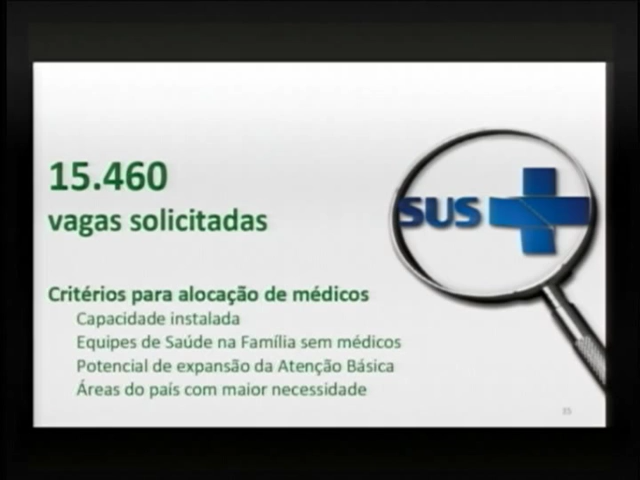 15.460
vagas solicitadas
SUS
Critérios para alocação de médicos
Capacidade instalada
Equipes de Saúde na Família sem médicos
Potencial de expansão da Atenção Básica
Áreas do país com maior necessidade